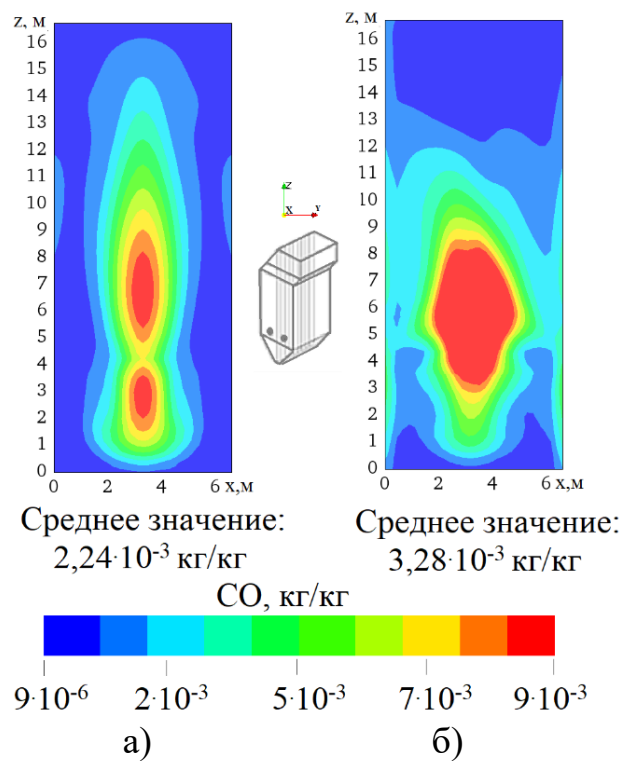 z, м
16
15
14
13
12
11
10
9
8
7
6
5
4
3
2
1
0
0 2 4 6 x,м
Среднее значение:
2,24·10-3 кг/кг
Z
X Y
z, м
16
15
14
13
12
11
10
9
8
7
6
5
4
3
2
1
0
0 2 4 6 x,м
Среднее значение:
3,28·10-3 кг/кг
CO, кг/кг
9·10-6 2·10-3 5·10-3 7·10-3 9·10-3
а) б)